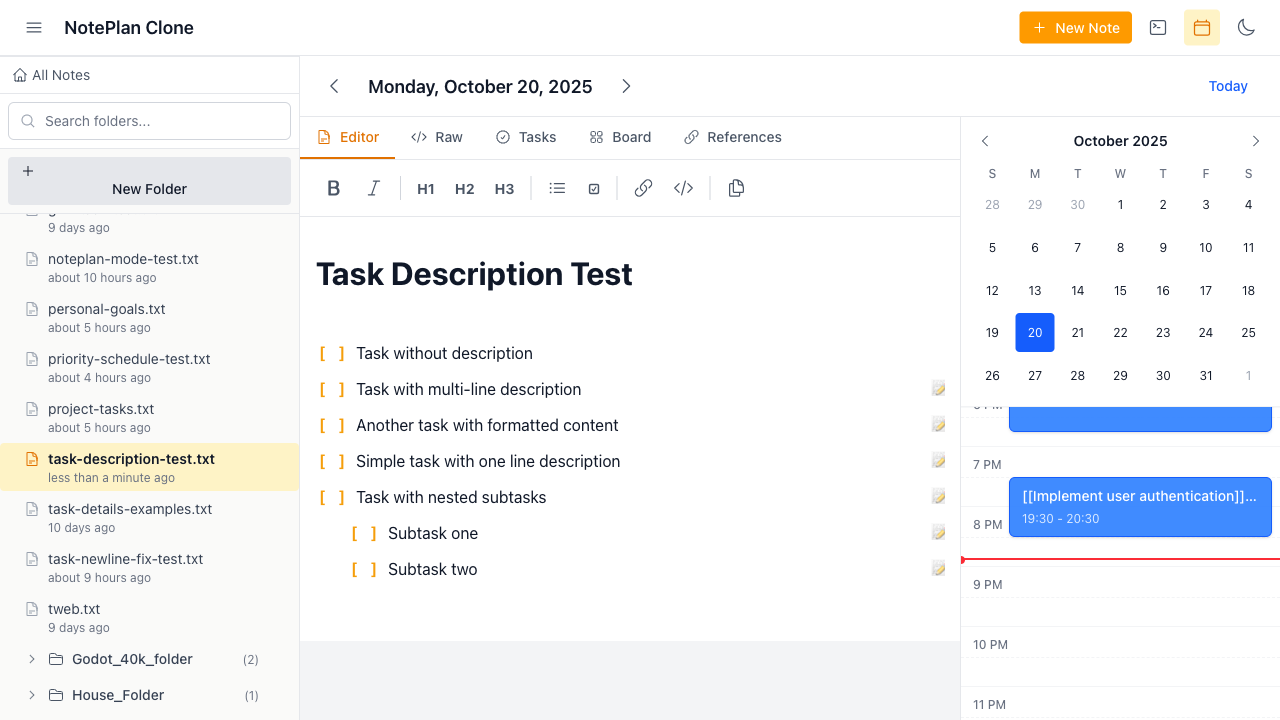 NotePlan Clone
New Note
All Notes
Search folders...
New Folder
9 days ago
noteplan-mode-test.txt
about 10 hours ago
personal-goals.txt
about 5 hours ago
priority-schedule-test.txt
about 4 hours ago
project-tasks.txt
about 5 hours ago
task-description-test.txt
less than a minute ago
task-details-examples.txt
10 days ago
task-newline-fix-test.txt
about 9 hours ago
tweb.txt
9 days ago
Godot_40k_folder (2)
House_Folder (1)
Monday, October 20, 2025
Today
Editor Raw Tasks Board References
B I H1 H2 H3
Task Description Test
[ ] Task without description
[ ] Task with multi-line description
[ ] Another task with formatted content
[ ] Simple task with one line description
[ ] Task with nested subtasks
[ ] Subtask one
[ ] Subtask two
October 2025
S M T W T F S
28 29 30 1 2 3 4
5 6 7 8 9 10 11
12 13 14 15 16 17 18
19 20 21 22 23 24 25
26 27 28 29 30 31 1
7 PM
[[Implement user authentication]]...
19:30 - 20:30
8 PM
9 PM
10 PM
11 PM